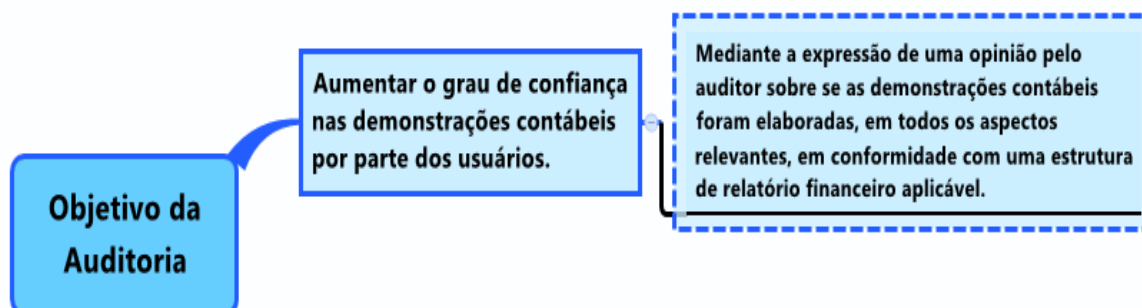 Objetivo da
Auditoria
Aumentar o grau de confiança
nas demonstrações contábeis
por parte dos usuários.
Mediante a expressão de uma opinião pelo
auditor sobre se as demonstrações contábeis
foram elaboradas, em todos os aspectos
relevantes, em conformidade com uma estrutura
de relatório financeiro aplicável.